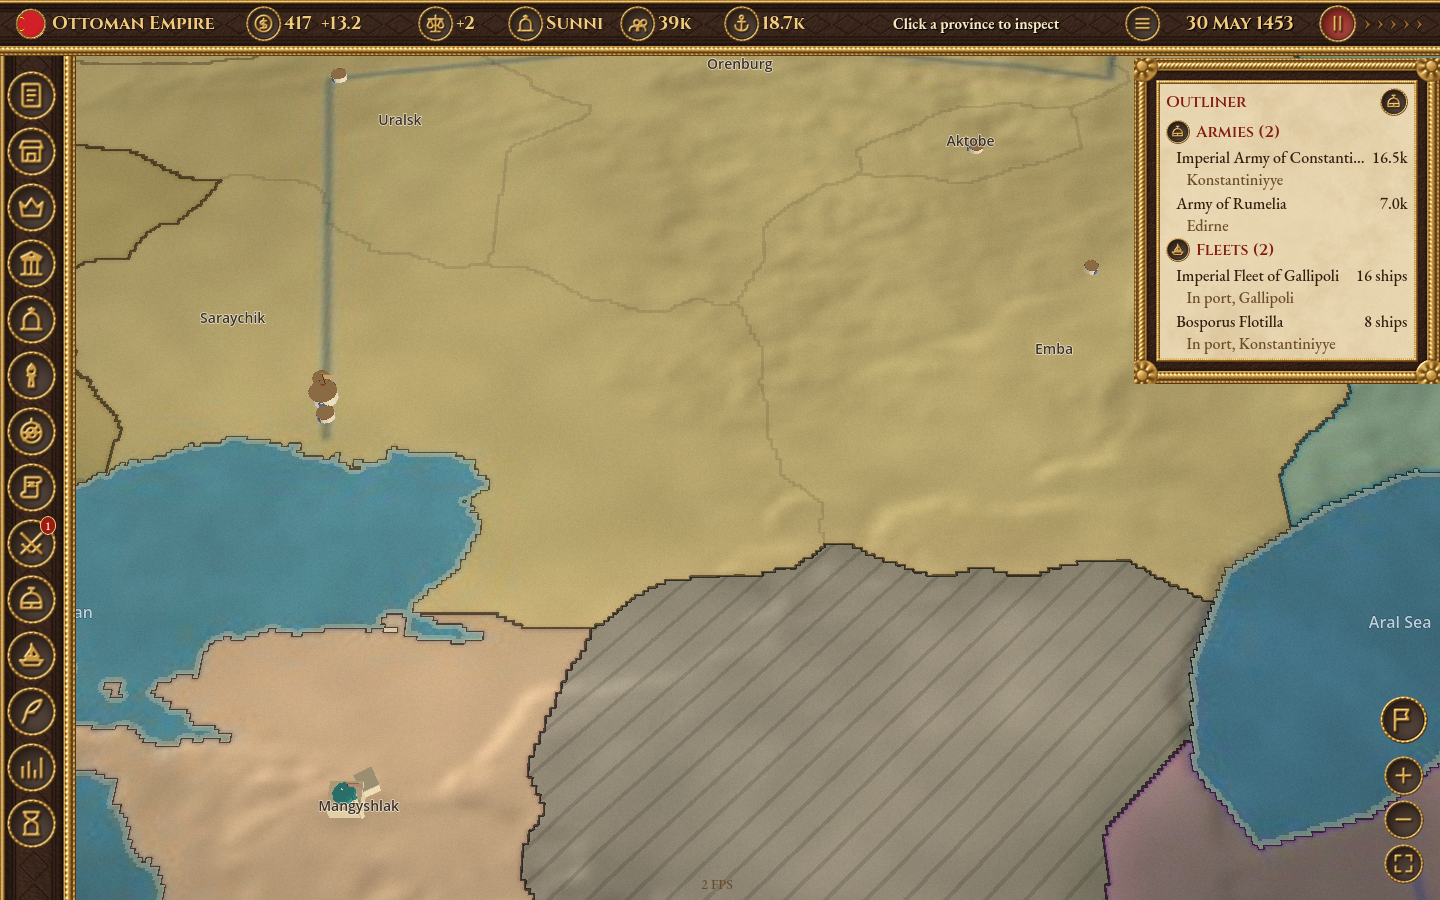 OTTOMAN EMPIRE
417 +13.2
+2
SUNNI
39K
18.7K
Click a province to inspect
30 MAY 1453
Orenburg
Uralsk
Aktobe
Saraychik
Emba
an
Aral Sea
Mangyshlak
1
OUTLINER
ARMIES (2)
Imperial Army of Constanti... 16.5k
Konstantiniyye
Army of Rumelia 7.0k
Edirne
FLEETS (2)
Imperial Fleet of Gallipoli 16 ships
In port, Gallipoli
Bosporus Flotilla 8 ships
In port, Konstantiniyye
2 FPS